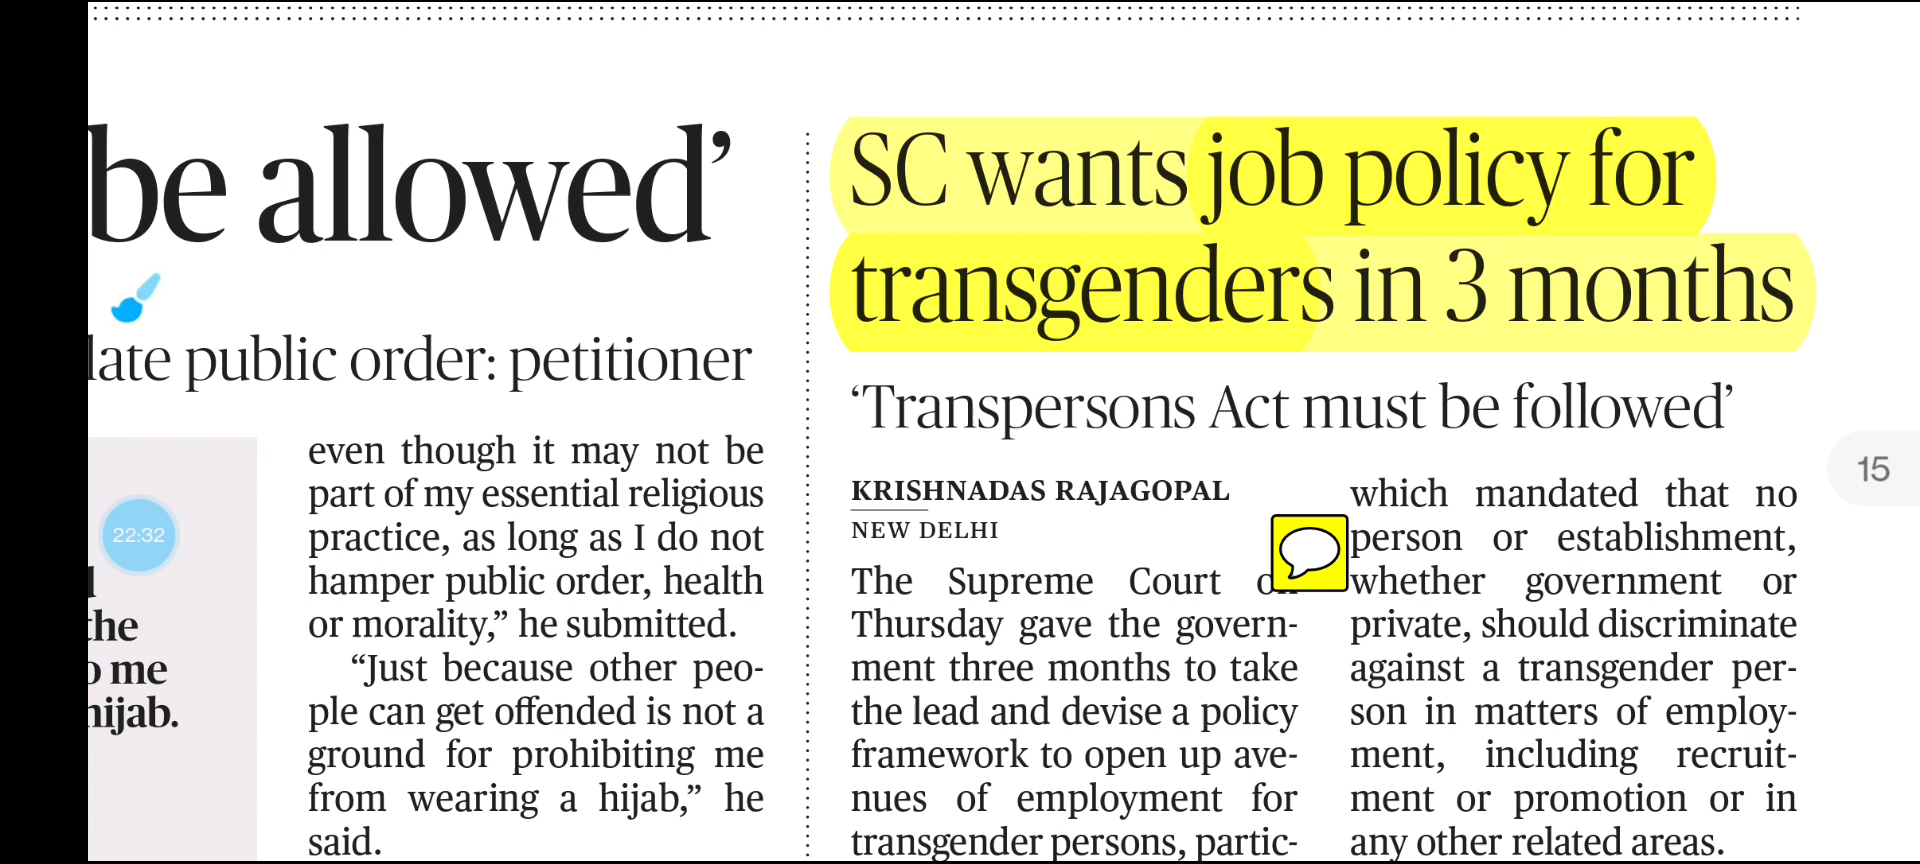 be allowed’
late public order: petitioner
the
me
hijab.
22:32
even though it may not be
part of my essential religious
practice, as long as I do not
hamper public order, health
or morality,” he submitted.
“Just because other peo-
ple can get offended is not a
ground for prohibiting me
from wearing a hijab,” he
said.
SC wants job policy for
transgenders in 3 months
‘Transpersons Act must be followed’
KRISHNADAS RAJAGOPAL
NEW DELHI
The Supreme Court on
Thursday gave the govern-
ment three months to take
the lead and devise a policy
framework to open up ave-
nues of employment for
transgender persons, partic-
which mandated that no
person or establishment,
whether government or
private, should discriminate
against a transgender per-
son in matters of employ-
ment, including recruit-
ment or promotion or in
any other related areas.
15